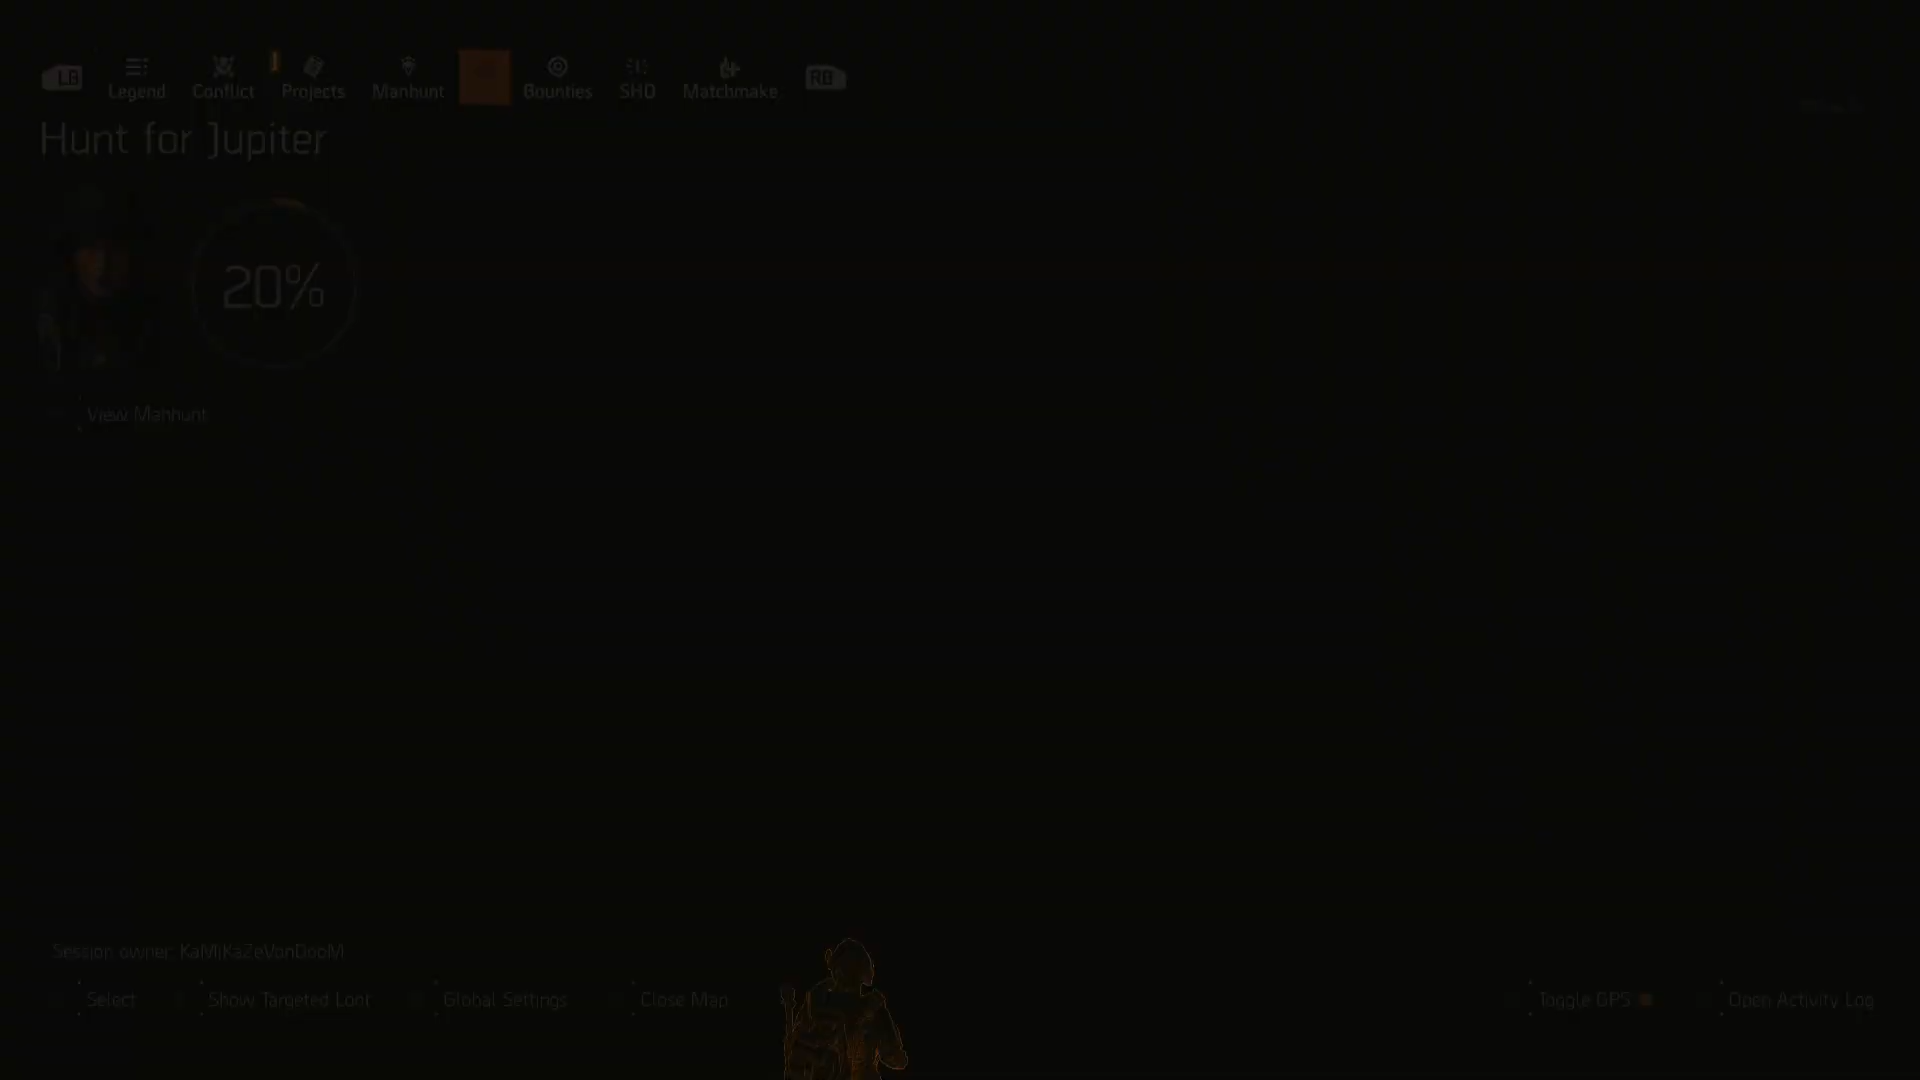 LB Legend Conflict Projects Manhunt Bounties SHD Matchmake RB
Hunt for Jupiter
20%
View Manhunt
Session owner: KaMiKaZeVonDooM
Select Show Targeted Loot Global Settings Close Map Toggle GPS Open Activity Log